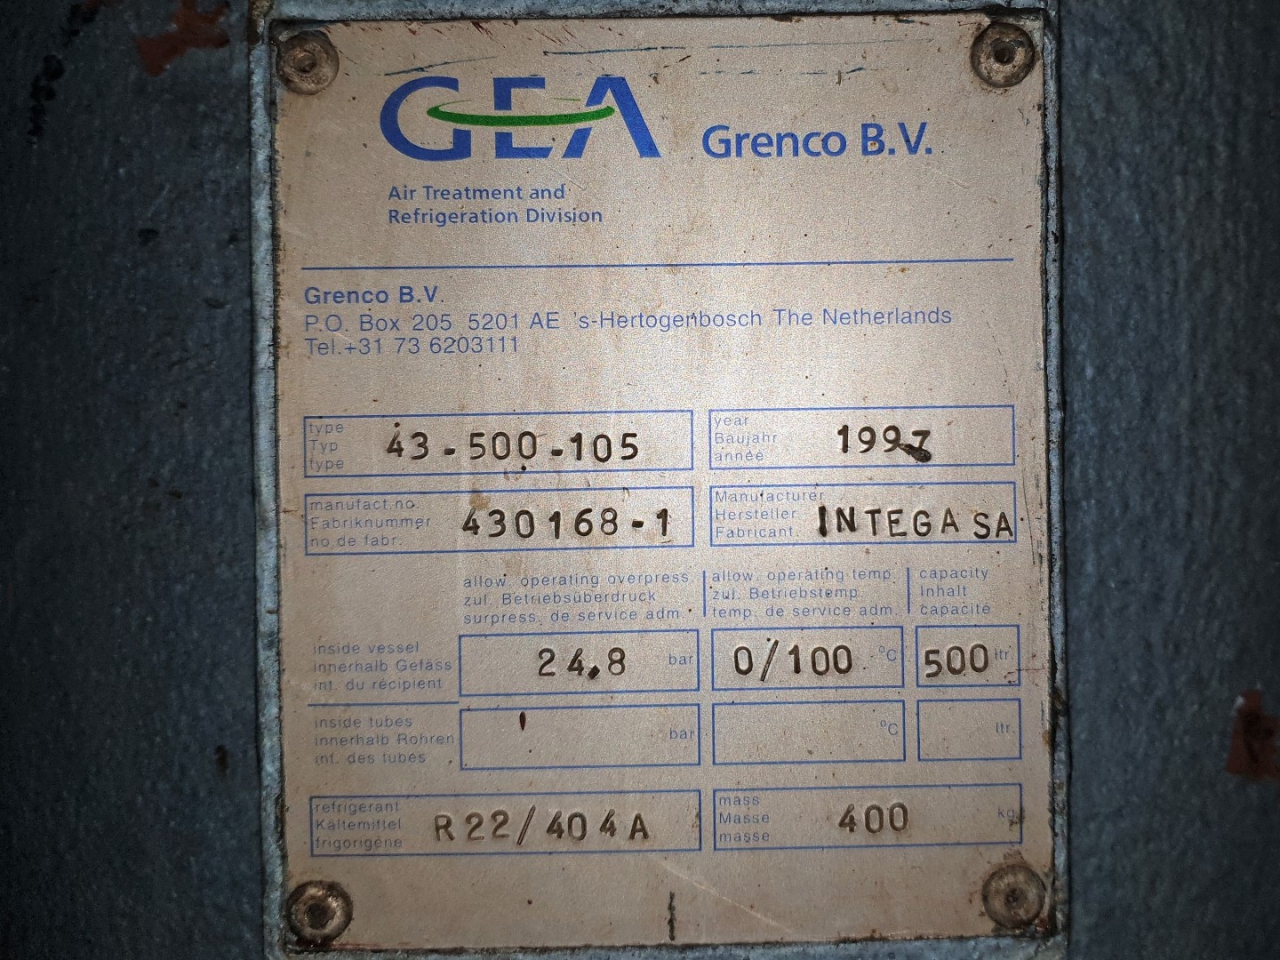 GEA Grenco B.V.
Air Treatment and
Refrigeration Division
Grenco B.V.
P.O. Box 205 5201 AE 's-Hertogenbosch The Netherlands
Tel.+31 73 6203111
type
Typ
type
43-500-105
year
Baujahr
année
1997
manufact.no.
Fabriknummer
no de fabr.
430168-1
Manufacturer
Hersteller
Fabricant.
INTEGA SA
allow. operating overpress.
zul. Betriebsüberdruck
surpress. de service adm.
allow. operating temp.
zul. Betriebstemp
temp. de service adm.
capacity
Inhalt
capacité
inside vessel
innerhalb Gefäss
int. du récipient
24,8 bar
0/100 °C
500 ltr.
inside tubes
innerhalb Rohren
int. des tubes
bar
°C
ltr.
refrigerant
Kältemittel
frigorigène
R22/404A
mass
Masse
masse
400 kg